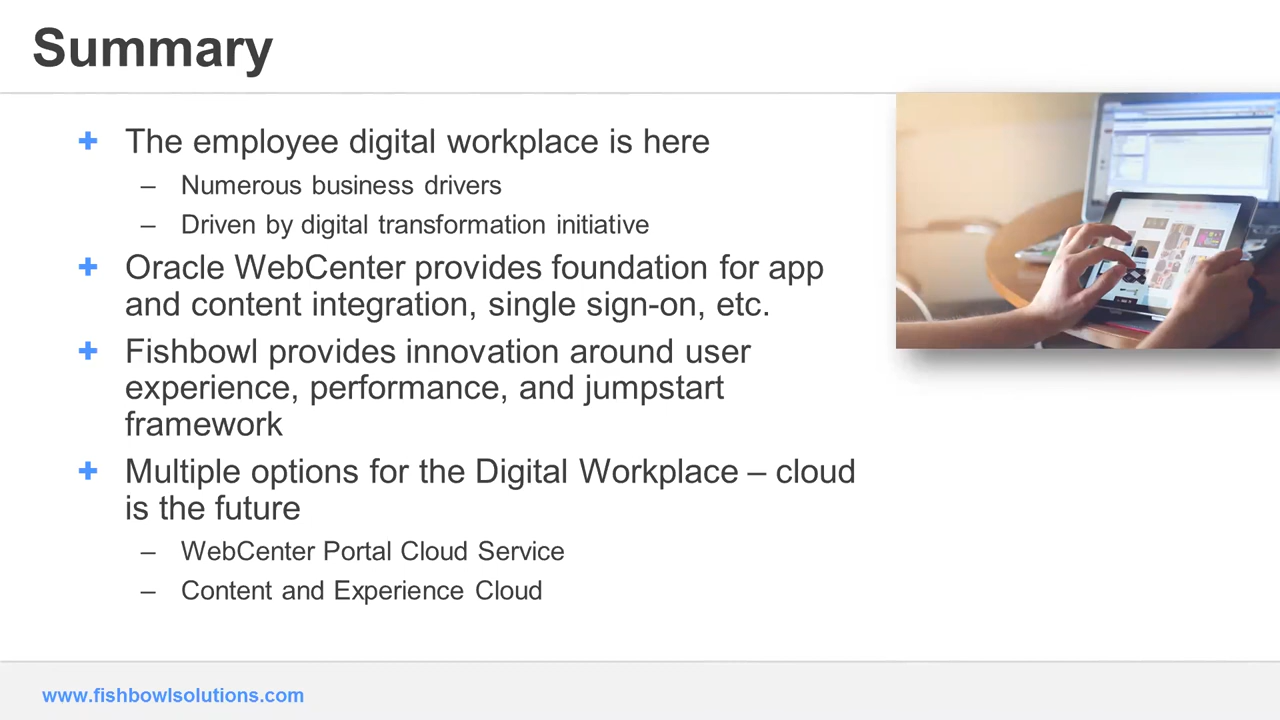 Summary
The employee digital workplace is here
– Numerous business drivers
– Driven by digital transformation initiative
Oracle WebCenter provides foundation for app
and content integration, single sign-on, etc.
Fishbowl provides innovation around user
experience, performance, and jumpstart
framework
Multiple options for the Digital Workplace – cloud
is the future
– WebCenter Portal Cloud Service
– Content and Experience Cloud
www.fishbowlsolutions.com